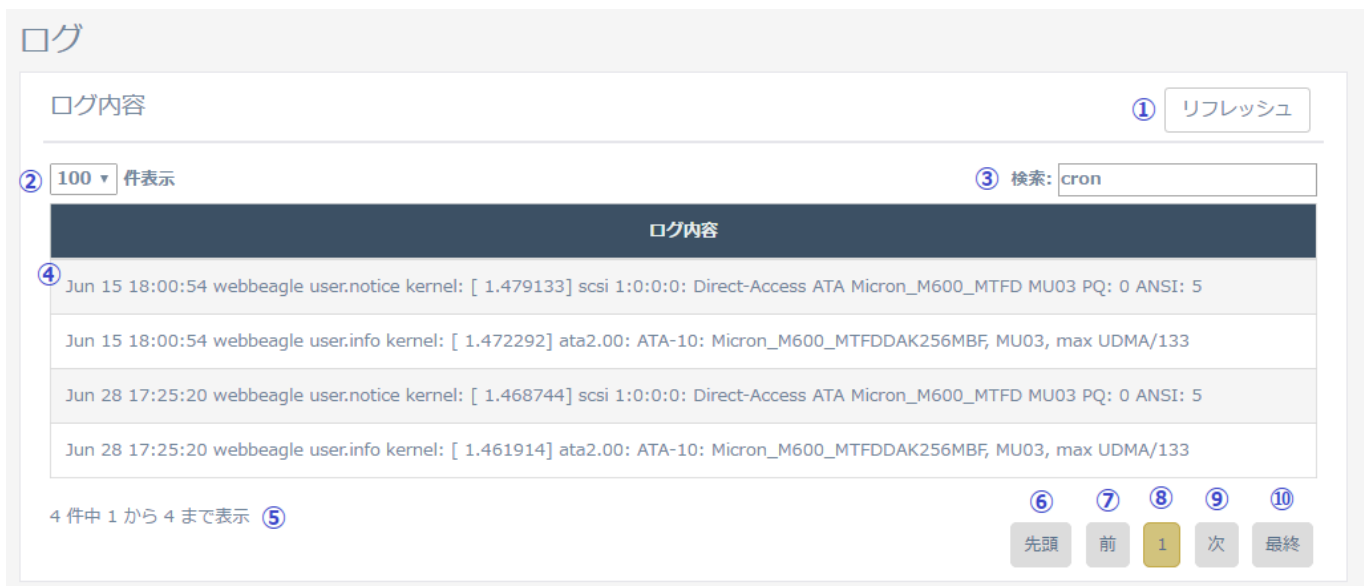 ログ
ログ内容
① リフレッシュ
② 100 ▾ 件表示
③ 検索: cron
ログ内容
④
Jun 15 18:00:54 webbeagle user.notice kernel: [ 1.479133] scsi 1:0:0:0: Direct-Access ATA Micron_M600_MTFD MU03 PQ: 0 ANSI: 5
Jun 15 18:00:54 webbeagle user.info kernel: [ 1.472292] ata2.00: ATA-10: Micron_M600_MTFDDAK256MBF, MU03, max UDMA/133
Jun 28 17:25:20 webbeagle user.notice kernel: [ 1.468744] scsi 1:0:0:0: Direct-Access ATA Micron_M600_MTFD MU03 PQ: 0 ANSI: 5
Jun 28 17:25:20 webbeagle user.info kernel: [ 1.461914] ata2.00: ATA-10: Micron_M600_MTFDDAK256MBF, MU03, max UDMA/133
4 件中 1 から 4 まで表示 ⑤
⑥ ⑦ ⑧ ⑨ ⑩
先頭 前 1 次 最終